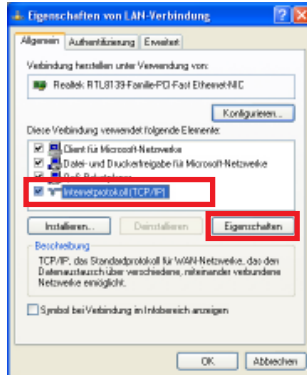 Eigenschaften von LAN-Verbindung
Allgemein Authentifizierung Erweitert
Verbindung herstellen unter Verwendung von:
Realtek RTL8139-Familie-PCI-Fast Ethernet-NIC
Konfigurieren...
Diese Verbindung verwendet folgende Elemente:
Client für Microsoft-Netzwerke
Datei- und Druckerfreigabe für Microsoft-Netzwerke
Internetprotokoll (TCP/IP)
Installieren... Deinstallieren Eigenschaften
Beschreibung
TCP/IP, das Standardprotokoll für WAN-Netzwerke, das den
Datenaustausch über verschiedene, miteinander verbundene
Netzwerke ermöglicht.
Symbol bei Verbindung im Infobereich anzeigen
OK Abbrechen